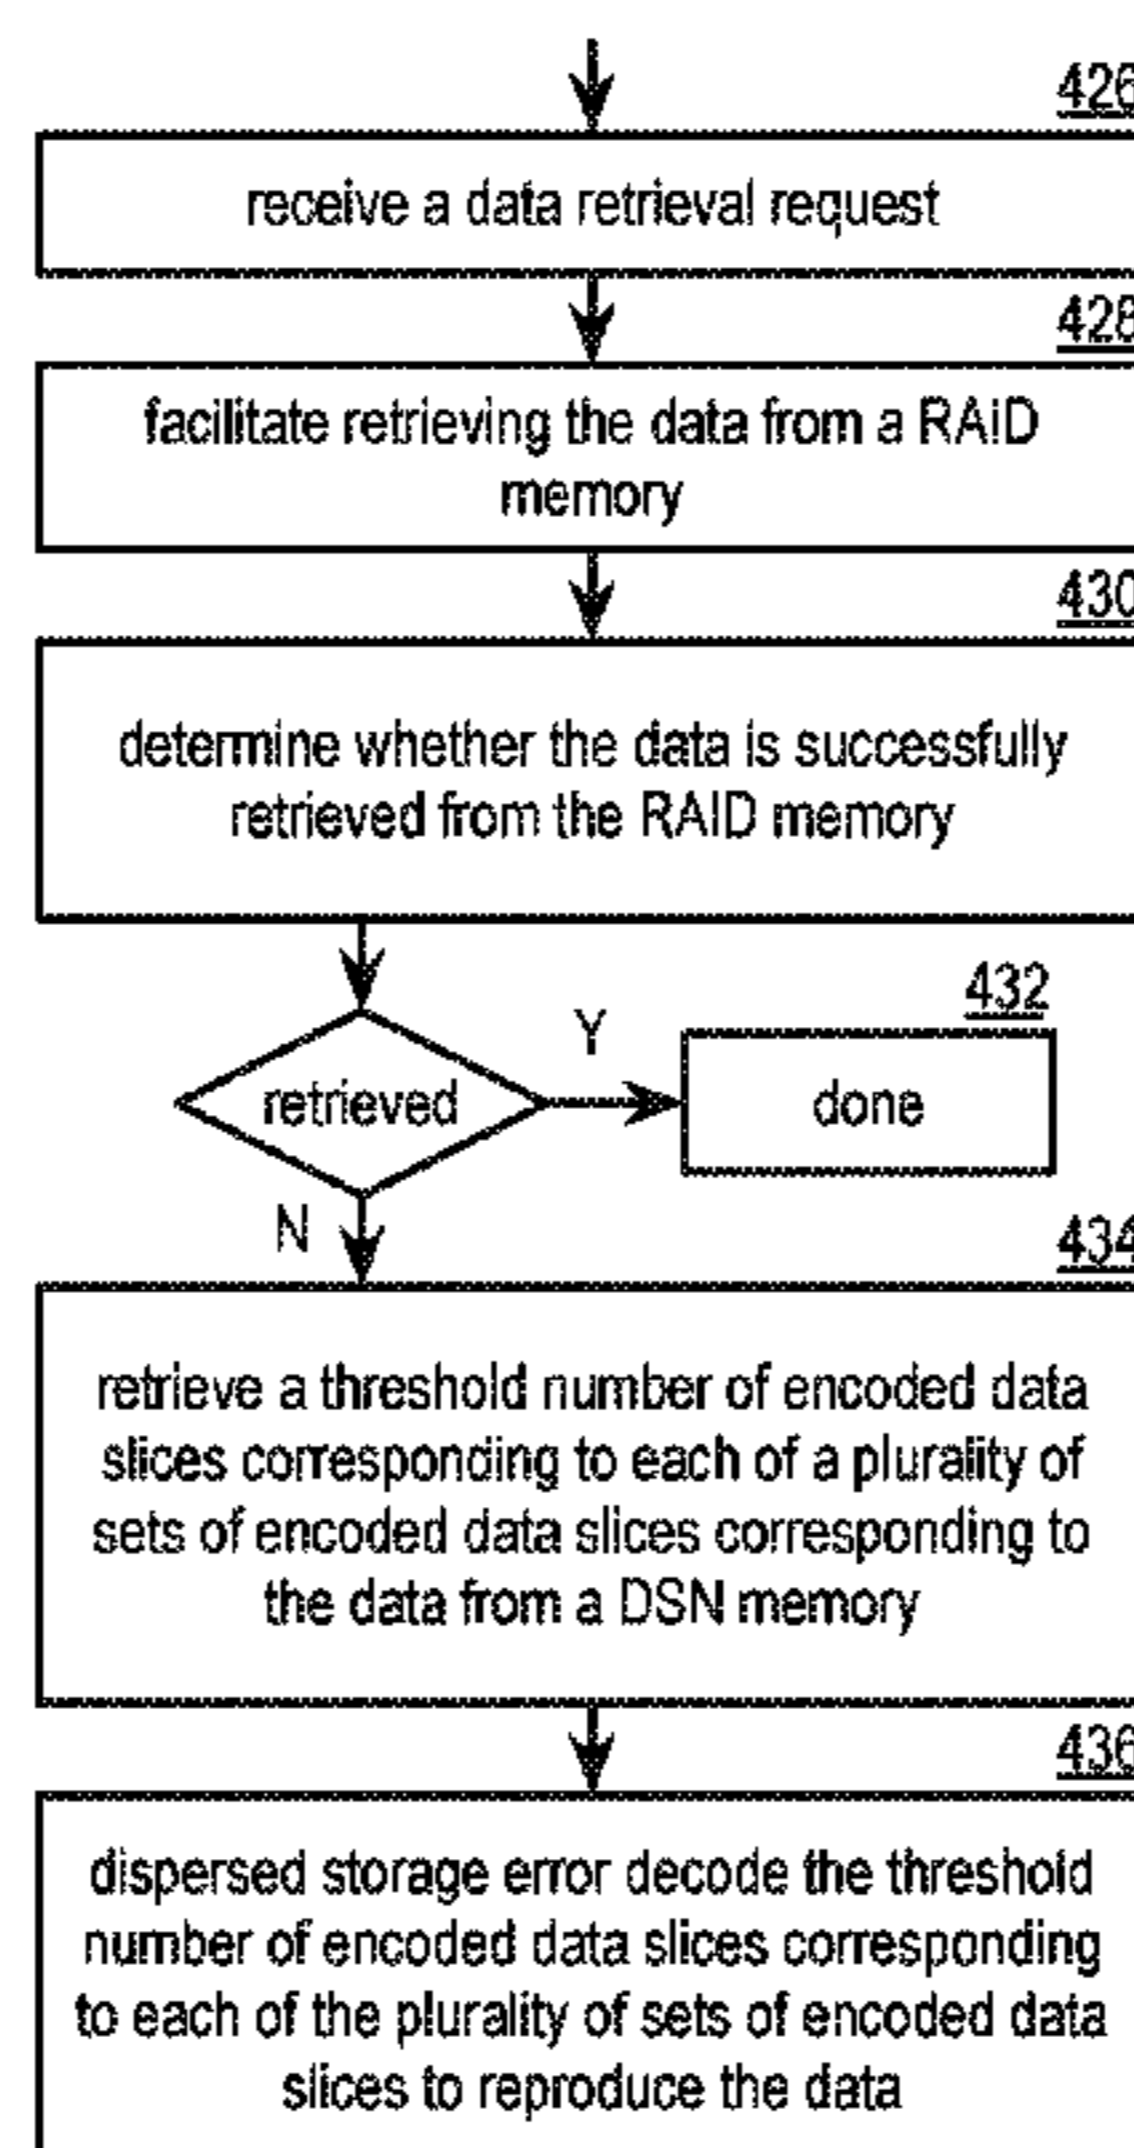 426
receive a data retrieval request
428
facilitate retrieving the data from a RAID
memory
430
determine whether the data is successfully
retrieved from the RAID memory
432
Y
retrieved
done
N
434
retrieve a threshold number of encoded data
slices corresponding to each of a plurality of
sets of encoded data slices corresponding to
the data from a DSN memory
436
dispersed storage error decode the threshold
number of encoded data slices corresponding
to each of the plurality of sets of encoded data
slices to reproduce the data